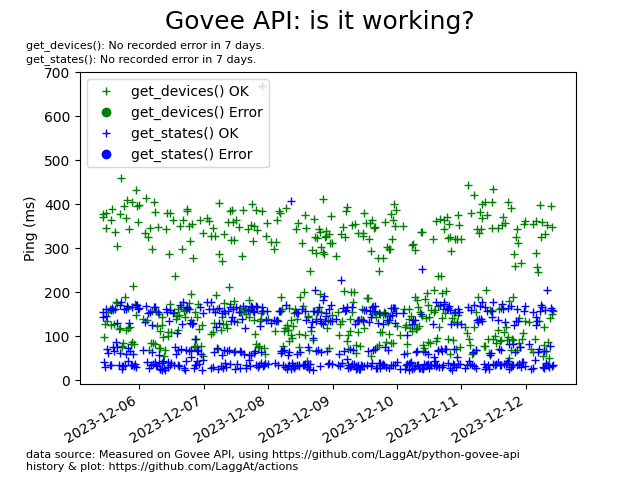 Govee API: is it working?
get_devices(): No recorded error in 7 days.
get_states(): No recorded error in 7 days.
700
600
500
400
300
200
100
0
Ping (ms)
get_devices() OK
get_devices() Error
get_states() OK
get_states() Error
2023-12-06
2023-12-07
2023-12-08
2023-12-09
2023-12-10
2023-12-11
2023-12-12
data source: Measured on Govee API, using https://github.com/LaggAt/python-govee-api
history & plot: https://github.com/LaggAt/actions